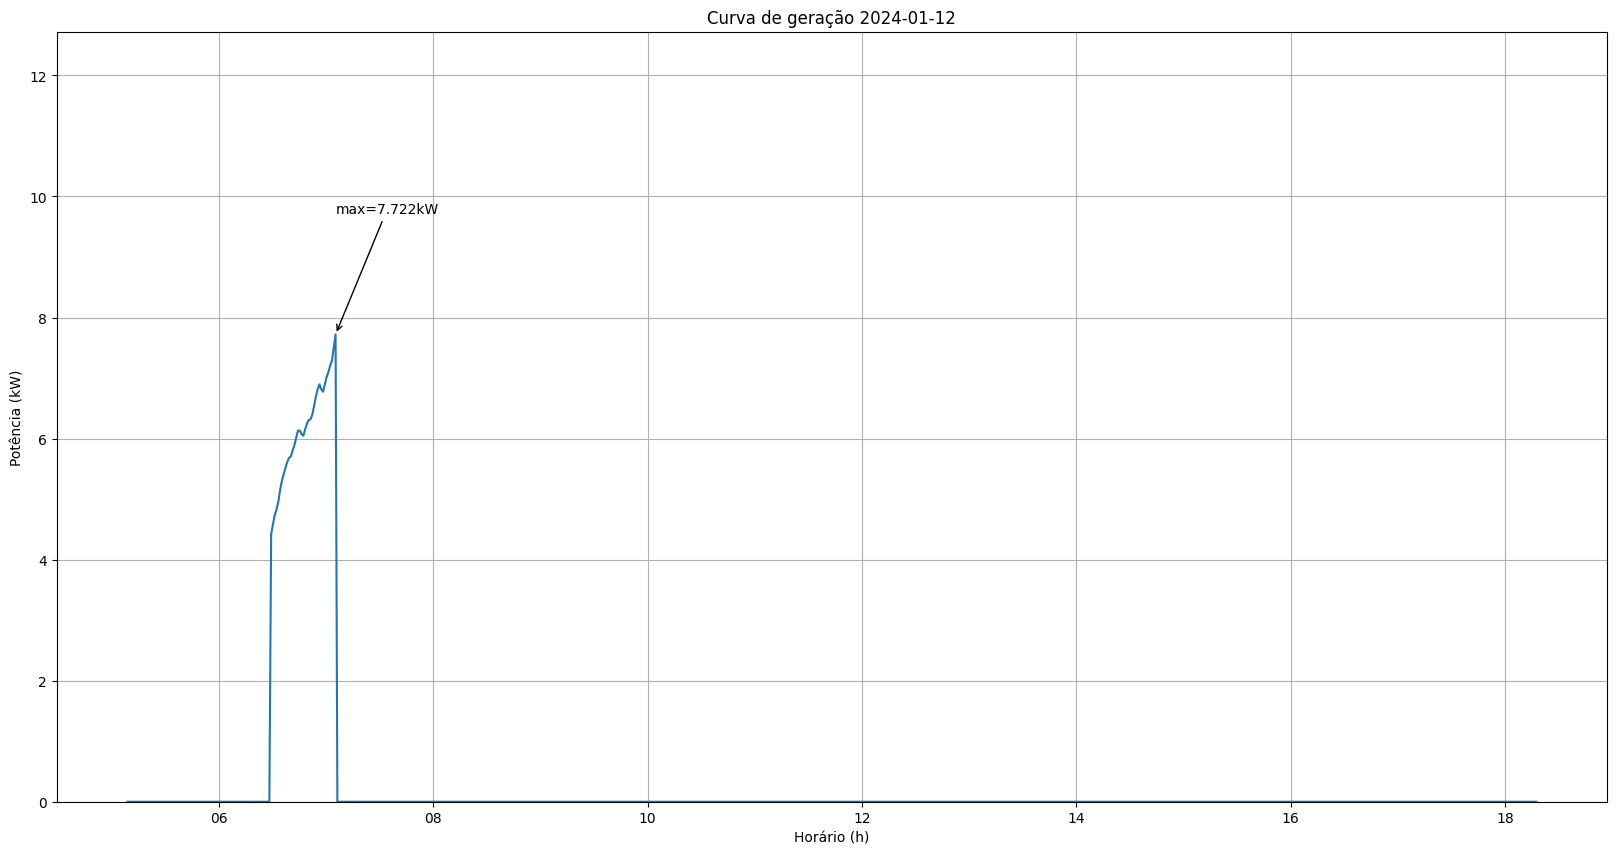 Curva de geração 2024-01-12
12
10
max=7.722kW
8
6
4
2
0
Potência (kW)
06 08 10 12 14 16 18
Horário (h)